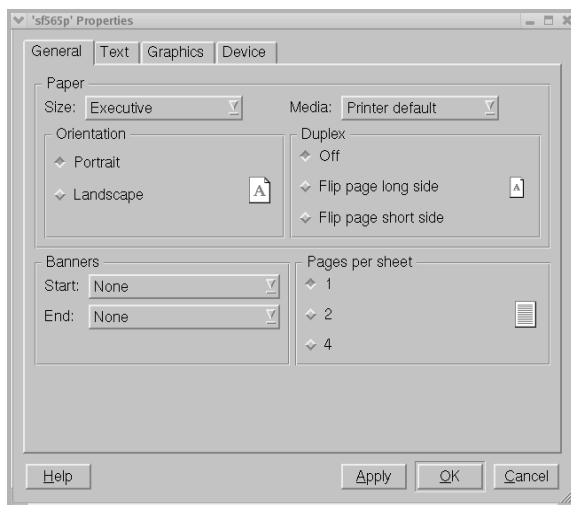 'sf565p' Properties
General Text Graphics Device
Paper
Size: Executive Media: Printer default
Orientation
Portrait
Landscape
A
Duplex
Off
Flip page long side
Flip page short side
A
Banners
Start: None
End: None
Pages per sheet
1
2
4
Help Apply OK Cancel